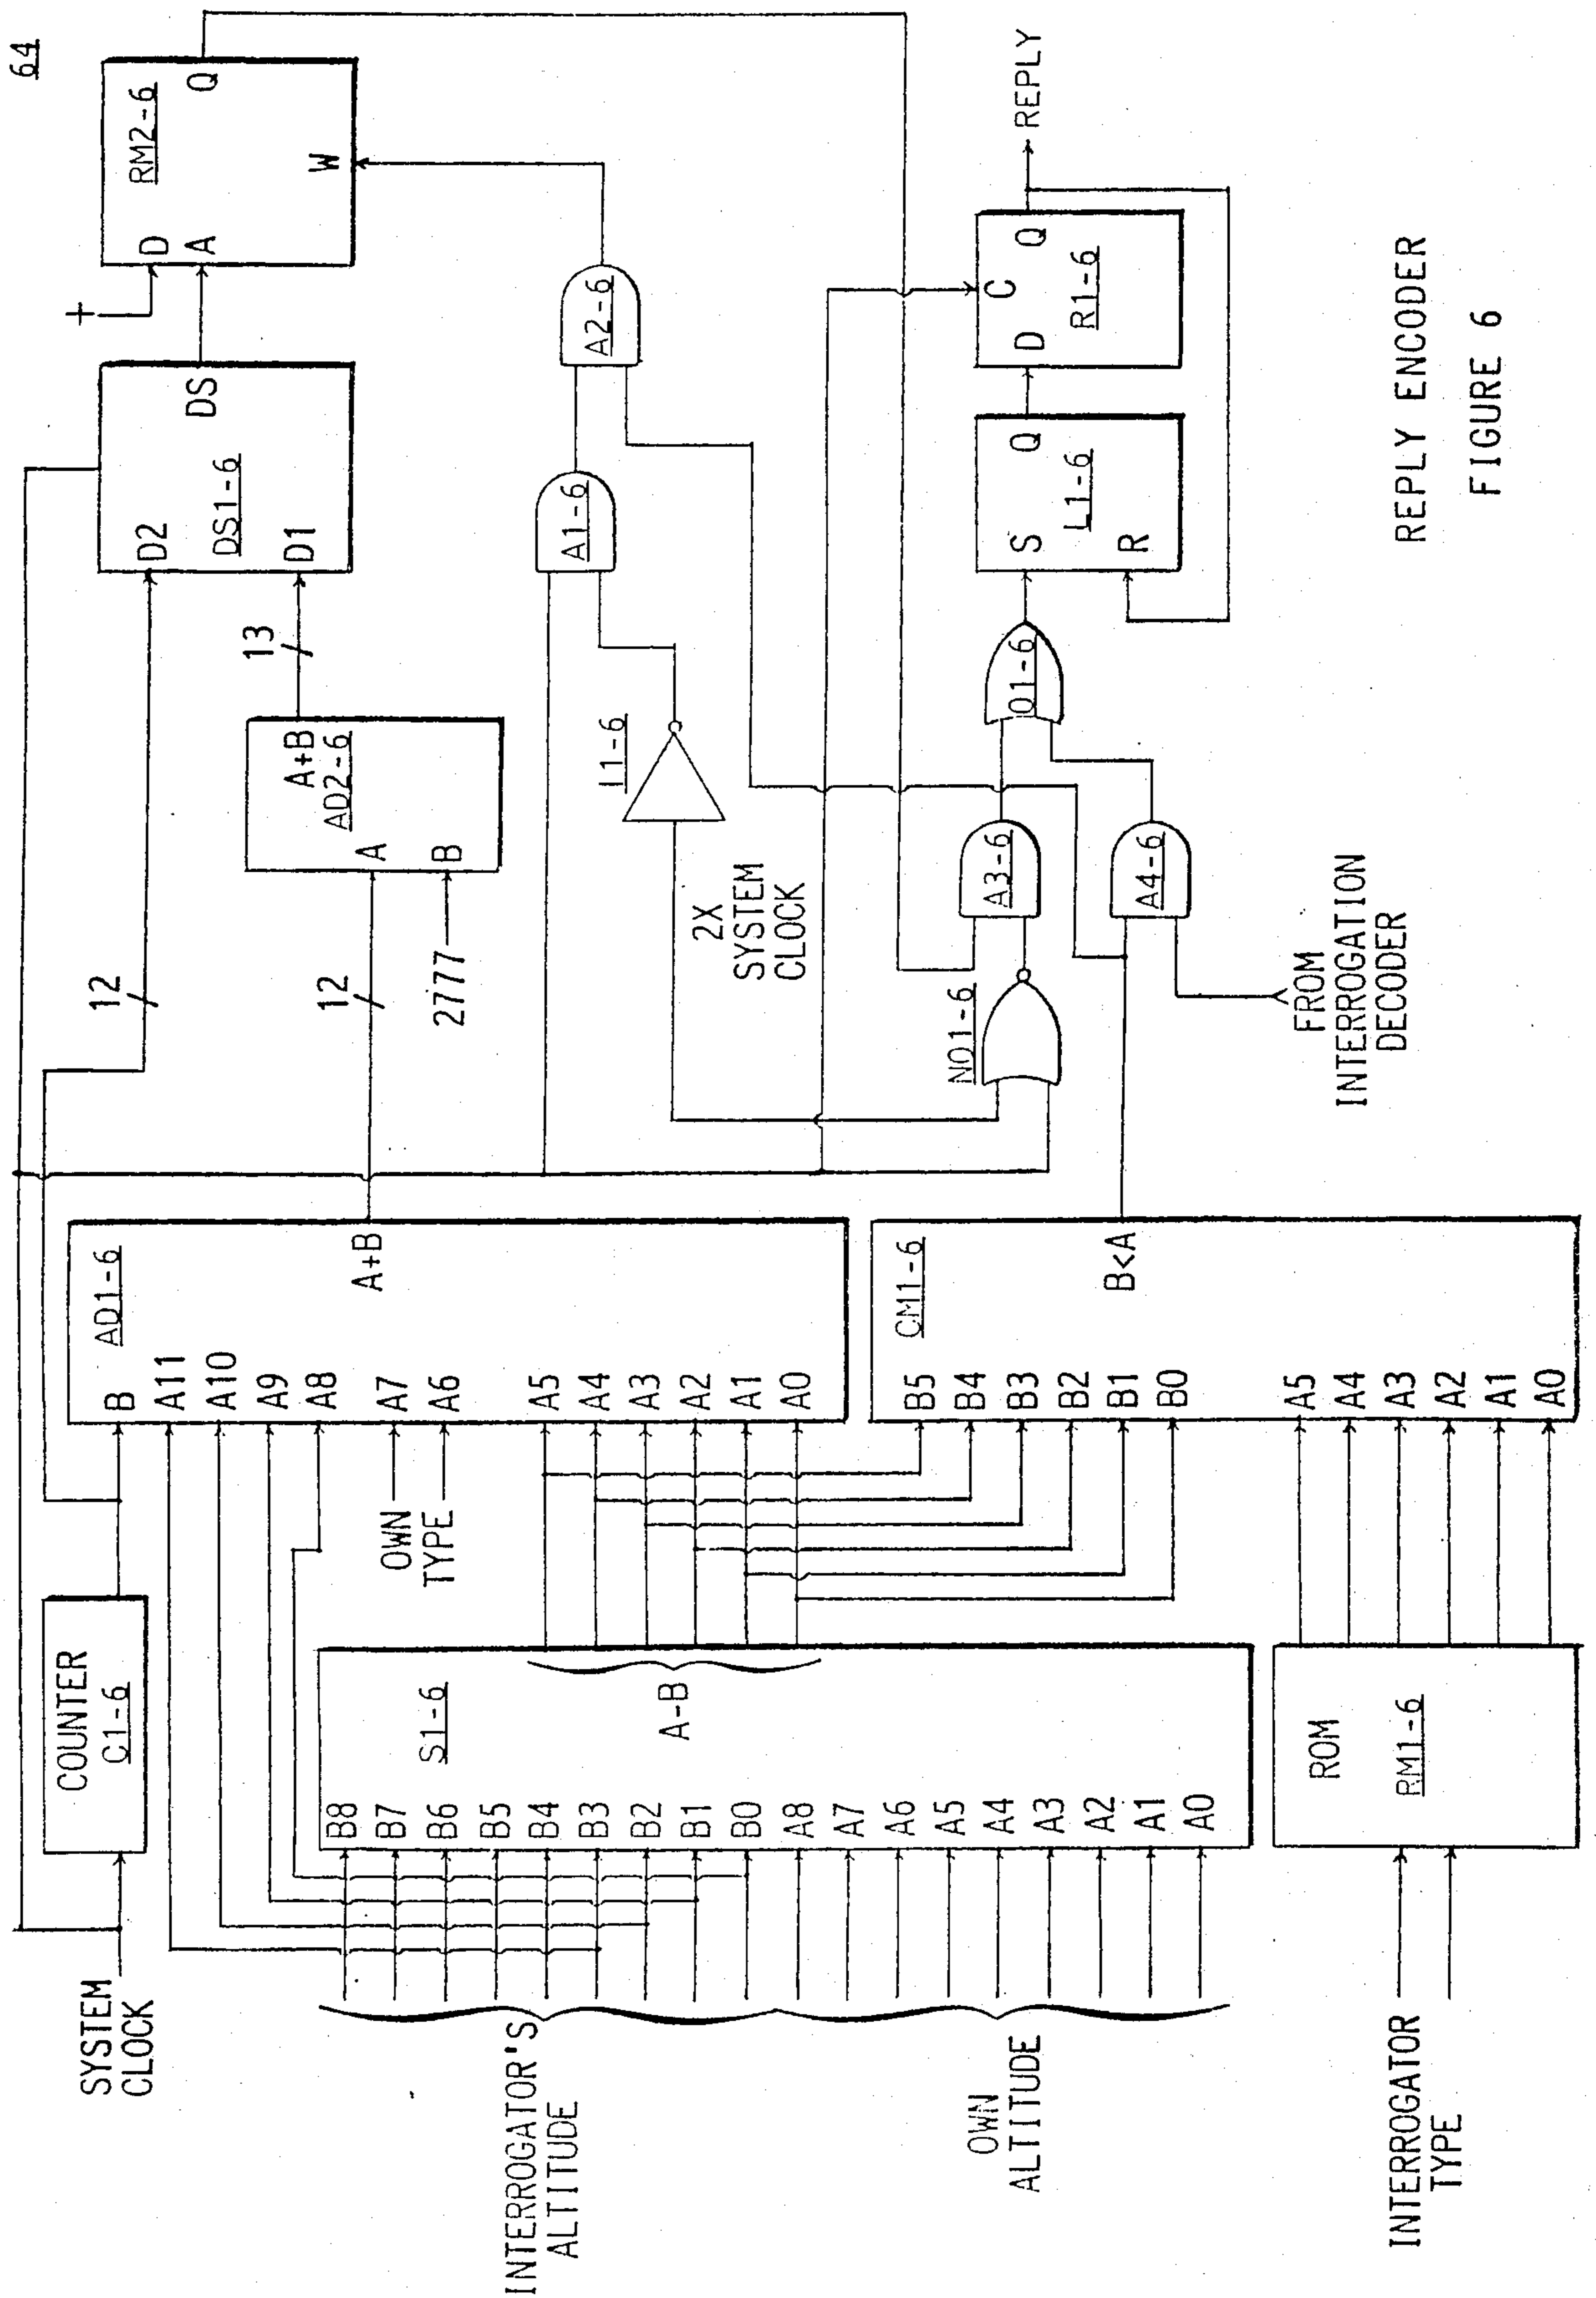 64
SYSTEM
CLOCK
COUNTER
C1-6
INTERROGATOR'S
ALTITUDE
OWN
ALTITUDE
B8
B7
B6
B5
B4
B3
B2
B1
B0
A8
A7
A6
A5
A4
A3
A2
A1
A0
S1-6
A-B
INTERROGATOR
TYPE
ROM
RM1-6
OWN
TYPE
B
A11
A10
A9
A8
A7
A6
A5
A4
A3
A2
A1
A0
AD1-6
A+B
B5
B4
B3
B2
B1
B0
A5
A4
A3
A2
A1
A0
CM1-6
B<A
12
12
2777
A
B
A+B
AD2-6
13
D2
D1
DS1-6
DS
+
D
A
RM2-6
Q
W
2X
SYSTEM
CLOCK
I1-6
A1-6
A2-6
NO1-6
A3-6
A4-6
FROM
INTERROGATION
DECODER
O1-6
S
R
L1-6
Q
D
C
R1-6
Q
REPLY
REPLY ENCODER
FIGURE 6